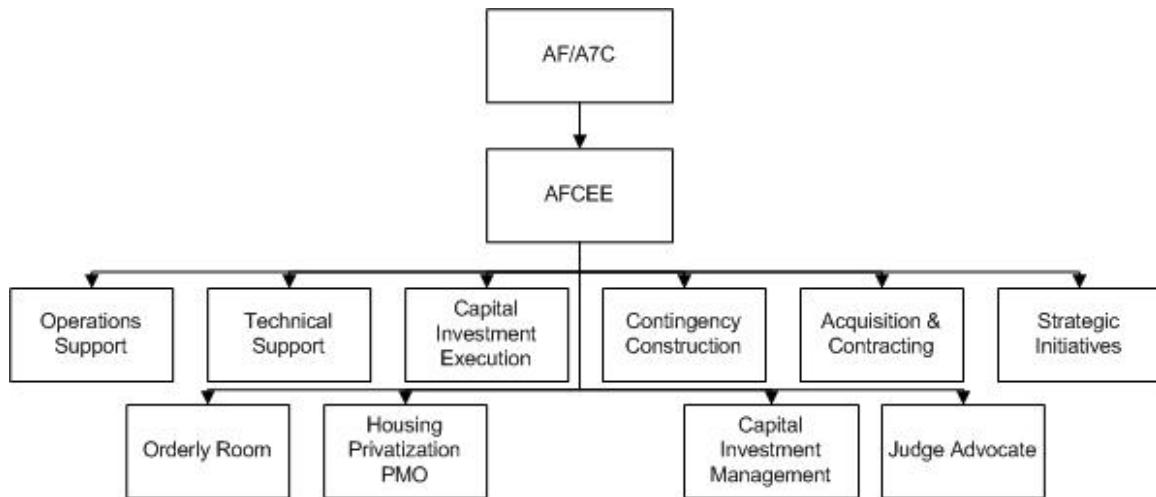 AF/A7C
AFCEE
Operations
Support
Technical
Support
Capital
Investment
Execution
Contingency
Construction
Acquisition &
Contracting
Strategic
Initiatives
Orderly Room
Housing
Privatization
PMO
Capital
Investment
Management
Judge Advocate